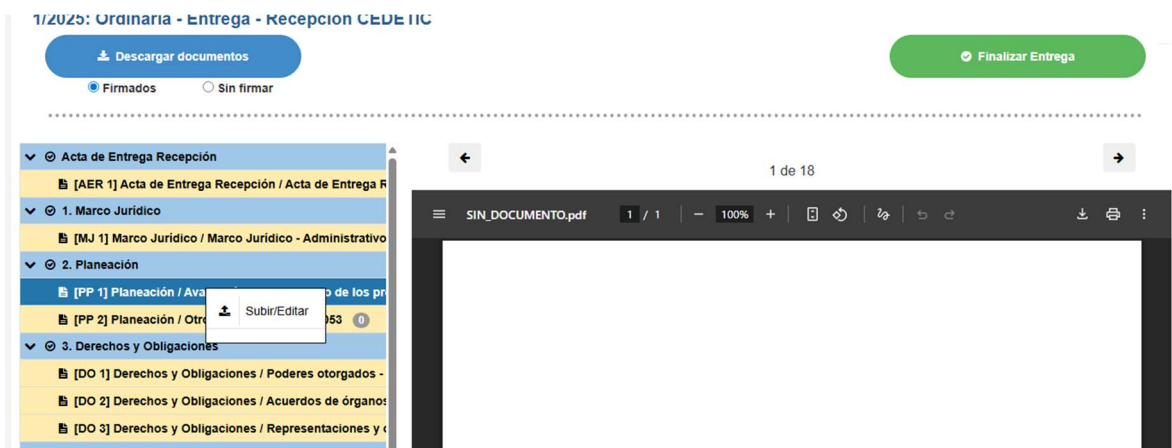 1/2025: Ordinaria - Entrega - Recepción CEDETIC
Descargar documentos
Finalizar Entrega
Firmados
Sin firmar
Acta de Entrega Recepción
[AER 1] Acta de Entrega Recepción / Acta de Entrega R
1. Marco Jurídico
[MJ 1] Marco Jurídico / Marco Jurídico - Administrativo
2. Planeación
[PP 1] Planeación / Ava
o de los pr
Subir/Editar
[PP 2] Planeación / Otro
053 0
3. Derechos y Obligaciones
[DO 1] Derechos y Obligaciones / Poderes otorgados -
[DO 2] Derechos y Obligaciones / Acuerdos de órganos
[DO 3] Derechos y Obligaciones / Representaciones y
1 de 18
SIN_DOCUMENTO.pdf
1 / 1
100%